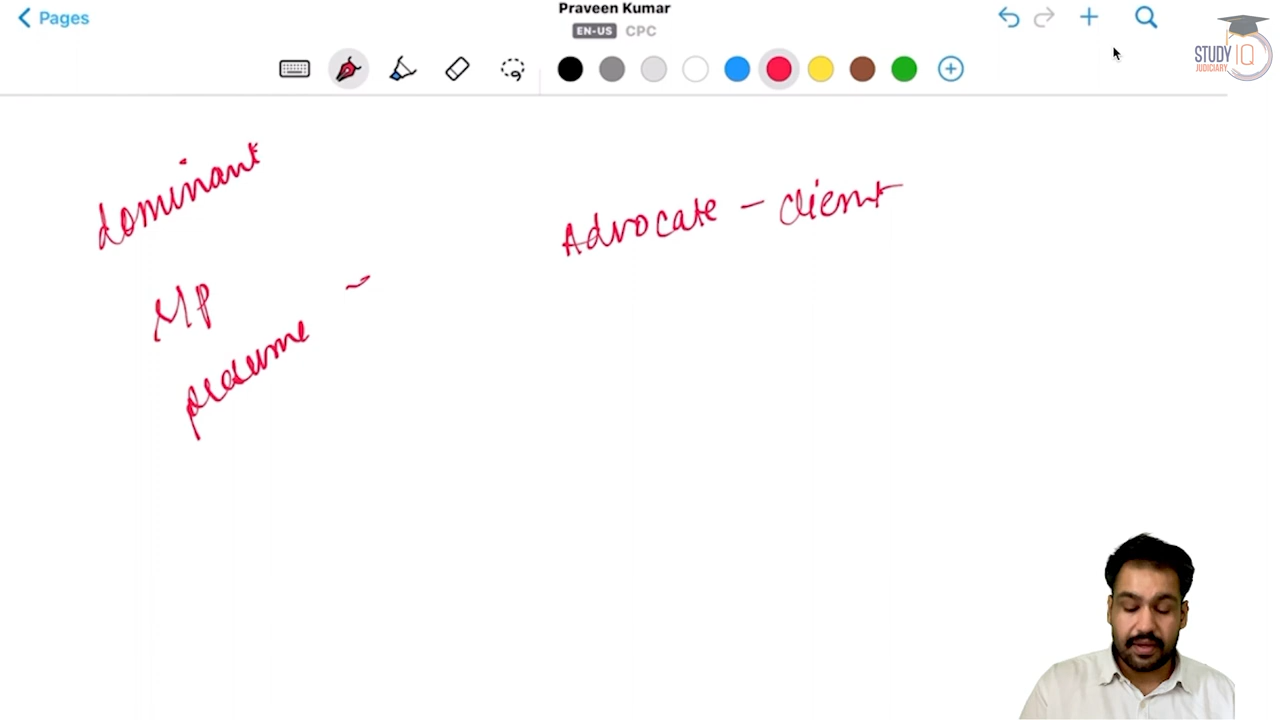 Pages
Praveen Kumar
EN-US CPC
STUDY IQ
JUDICIARY
dominant
Advocate - client
MP -
presume